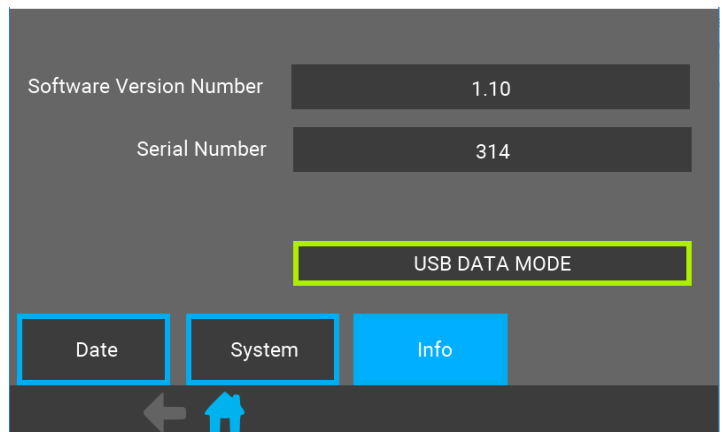 Software Version Number 1.10
Serial Number 314
USB DATA MODE
Date System Info